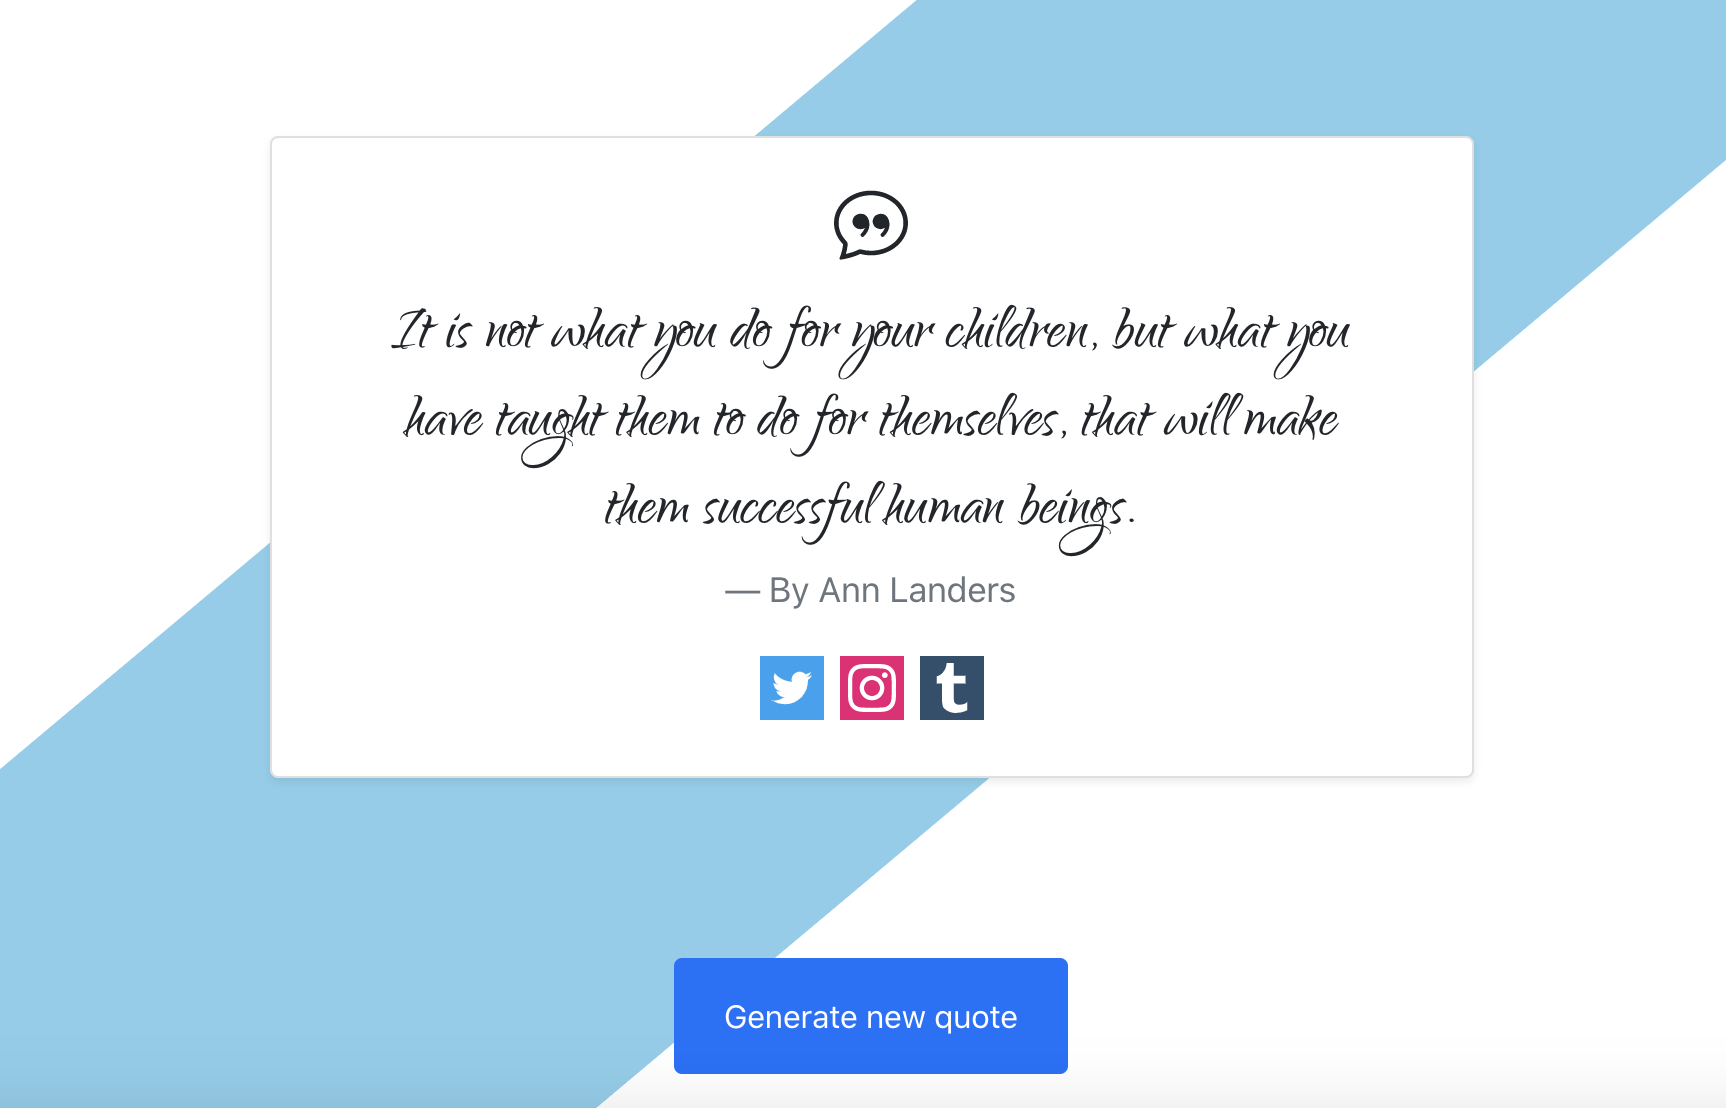 It is not what you do for your children, but what you
have taught them to do for themselves, that will make
them successful human beings.
— By Ann Landers
Generate new quote